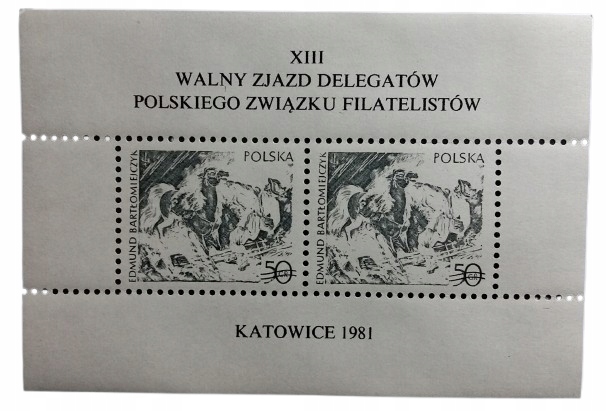 XIII
WALNY ZJAZD DELEGATÓW
POLSKIEGO ZWIĄZKU FILATELISTÓW
EDMUND BARTŁOMIEJCZYK
POLSKA
50
EDMUND BARTŁOMIEJCZYK
POLSKA
50
KATOWICE 1981